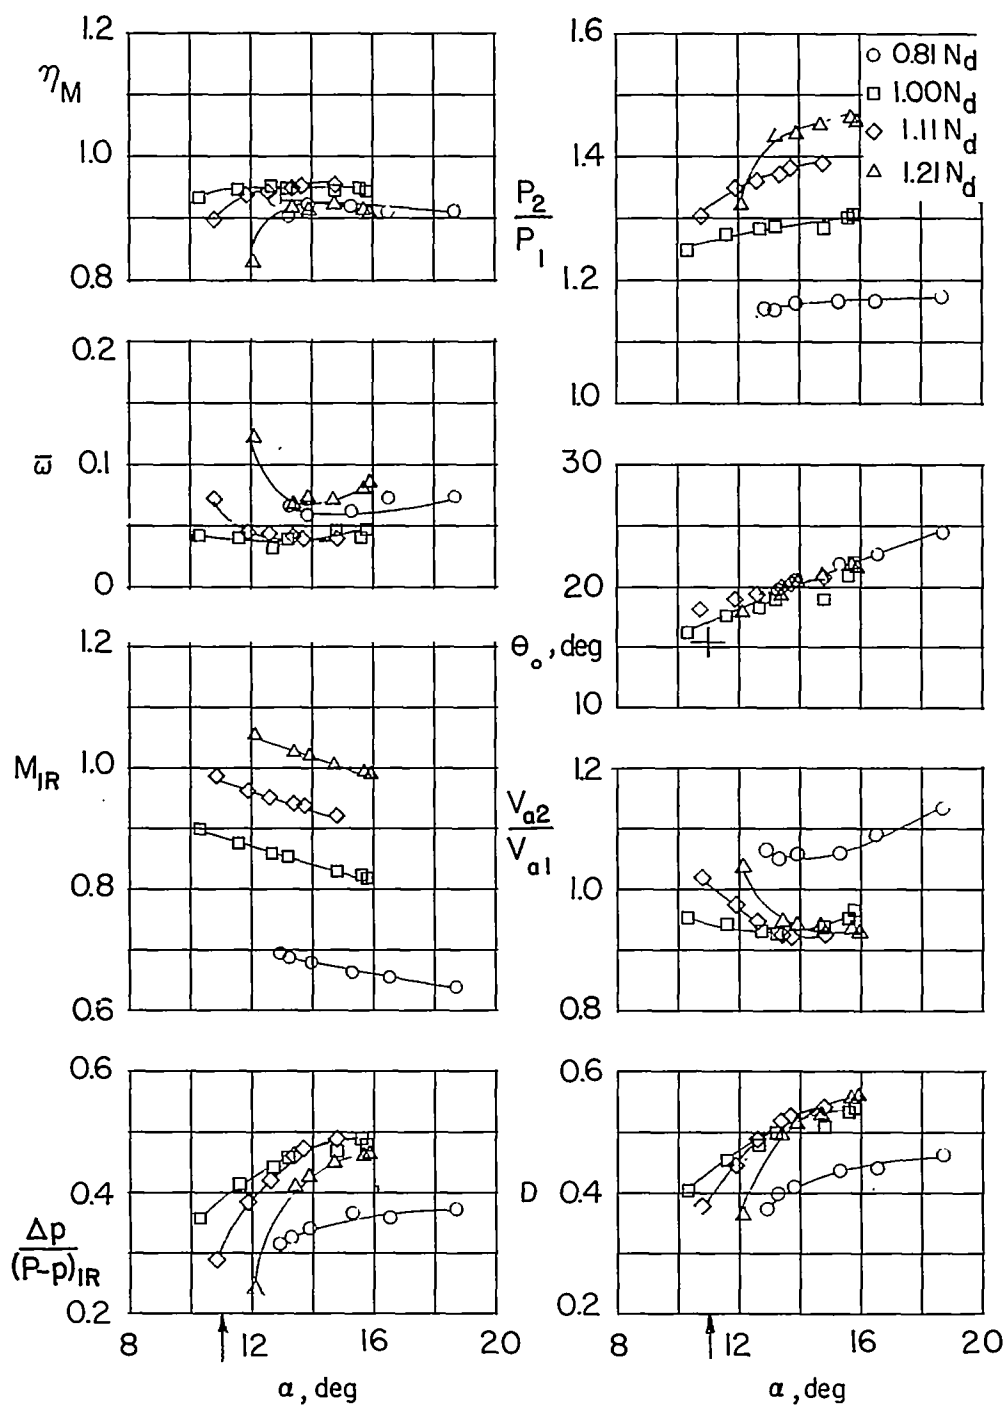 1.2
η_M
1.0
0.8
1.6
P_2
P_1
1.4
1.2
1.0
○ 0.81 N_d
□ 1.00 N_d
◇ 1.11 N_d
△ 1.21 N_d
0.2
ω̅
0.1
0
30
20
θ_o, deg
10
1.2
M_IR
1.0
0.8
0.6
1.2
V_a2
V_a1
1.0
0.8
0.6
Δp
(P-p)_IR
0.4
0.2
8 12 16 20
α, deg
0.6
D
0.4
0.2
8 12 16 20
α, deg